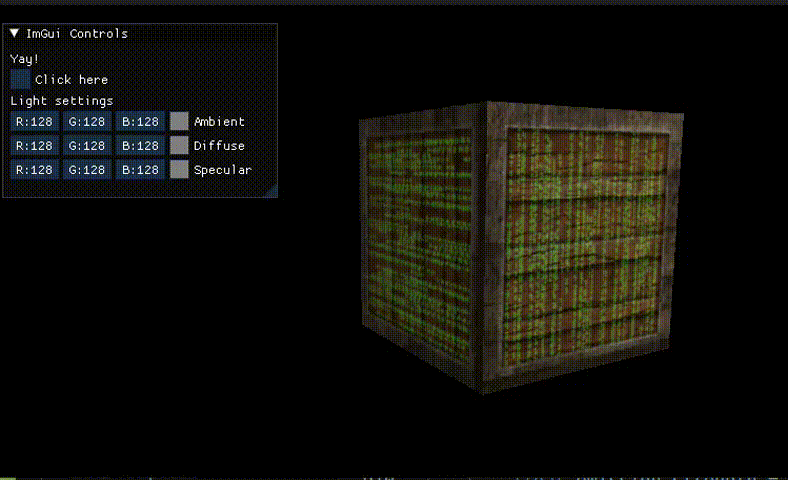 ImGui Controls
Yay!
Click here
Light settings
R:128 G:128 B:128 Ambient
R:128 G:128 B:128 Diffuse
R:128 G:128 B:128 Specular